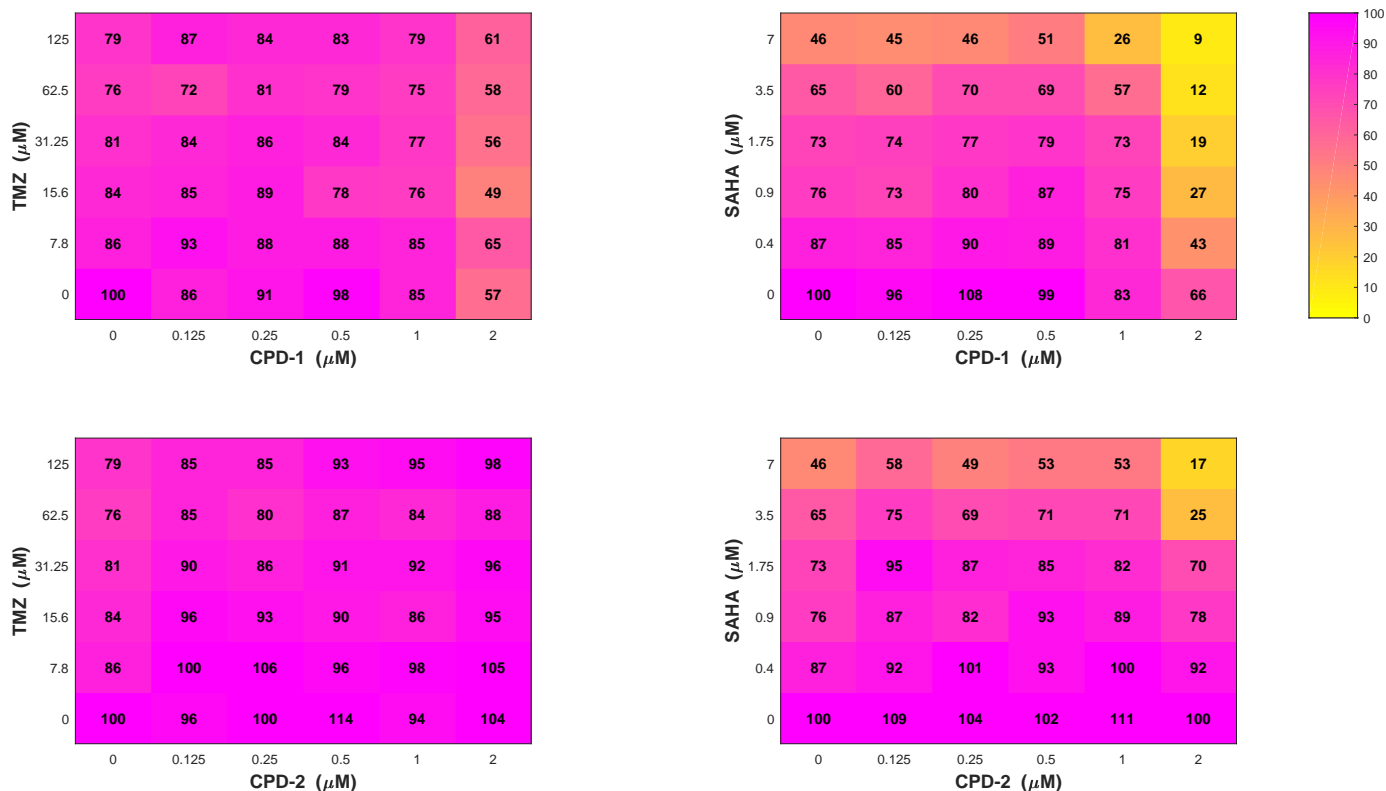 125 79 87 84 83 79 61
62.5 76 72 81 79 75 58
31.25 81 84 86 84 77 56
15.6 84 85 89 78 76 49
7.8 86 93 88 88 85 65
0 100 86 91 98 85 57
0 0.125 0.25 0.5 1 2
TMZ (μM)
CPD-1 (μM)
7 46 45 46 51 26 9
3.5 65 60 70 69 57 12
1.75 73 74 77 79 73 19
0.9 76 73 80 87 75 27
0.4 87 85 90 89 81 43
0 100 96 108 99 83 66
0 0.125 0.25 0.5 1 2
SAHA (μM)
CPD-1 (μM)
100
90
80
70
60
50
40
30
20
10
0
125 79 85 85 93 95 98
62.5 76 85 80 87 84 88
31.25 81 90 86 91 92 96
15.6 84 96 93 90 86 95
7.8 86 100 106 96 98 105
0 100 96 100 114 94 104
0 0.125 0.25 0.5 1 2
TMZ (μM)
CPD-2 (μM)
7 46 58 49 53 53 17
3.5 65 75 69 71 71 25
1.75 73 95 87 85 82 70
0.9 76 87 82 93 89 78
0.4 87 92 101 93 100 92
0 100 109 104 102 111 100
0 0.125 0.25 0.5 1 2
SAHA (μM)
CPD-2 (μM)